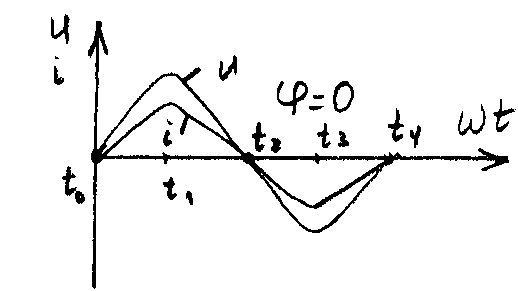 u
i
u
φ=0
i
t₂
t₃
t₄
ωt
t₀
t₁